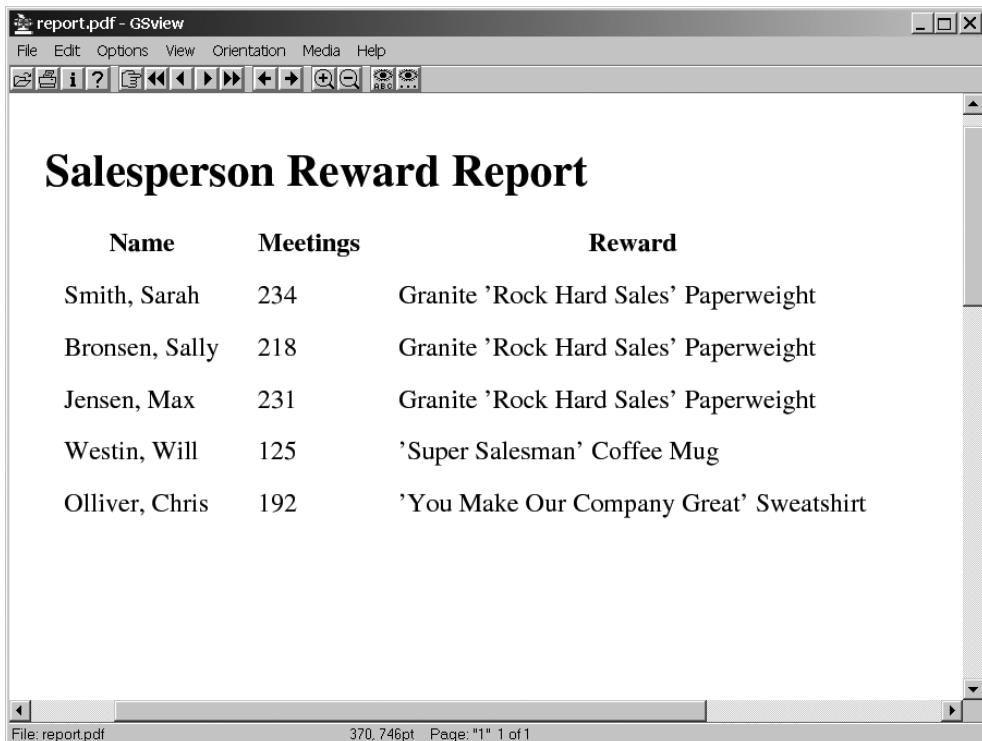 report.pdf - GSview
File Edit Options View Orientation Media Help
i ? ABC
Salesperson Reward Report
Name Meetings Reward
Smith, Sarah 234 Granite ’Rock Hard Sales’ Paperweight
Bronsen, Sally 218 Granite ’Rock Hard Sales’ Paperweight
Jensen, Max 231 Granite ’Rock Hard Sales’ Paperweight
Westin, Will 125 ’Super Salesman’ Coffee Mug
Olliver, Chris 192 ’You Make Our Company Great’ Sweatshirt
File: report.pdf 370, 746pt Page: "1" 1 of 1